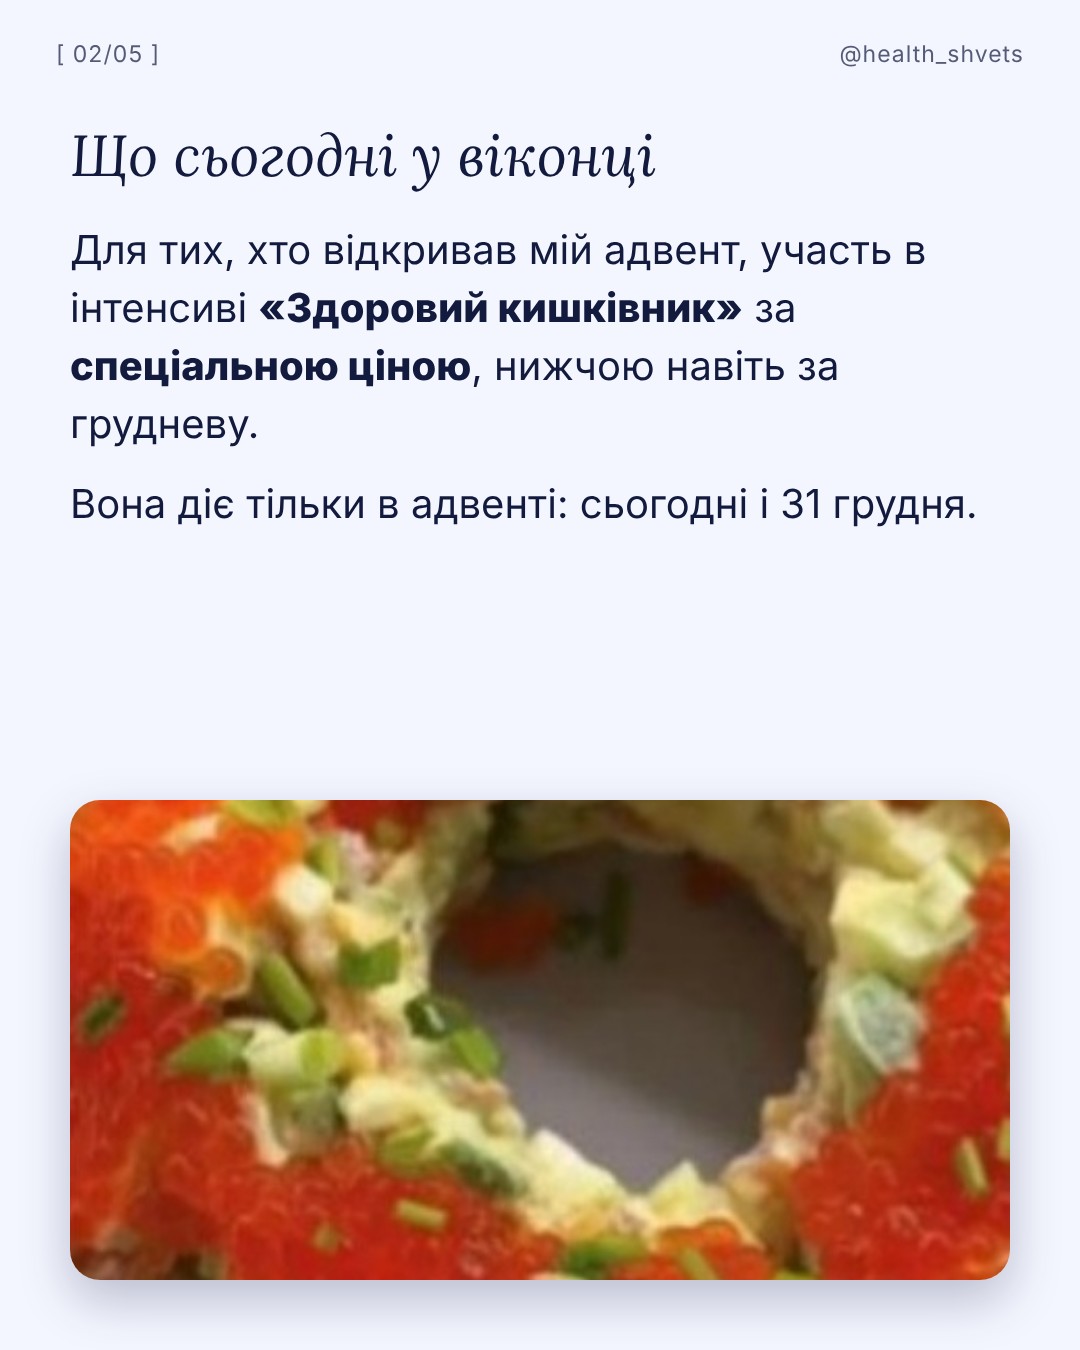 [ 02/05 ]
@health_shvets
Що сьогодні у віконці
Для тих, хто відкривав мій адвент, участь в
інтенсиві «Здоровий кишківник» за
спеціальною ціною, нижчою навіть за
грудневу.
Вона діє тільки в адвенті: сьогодні і 31 грудня.